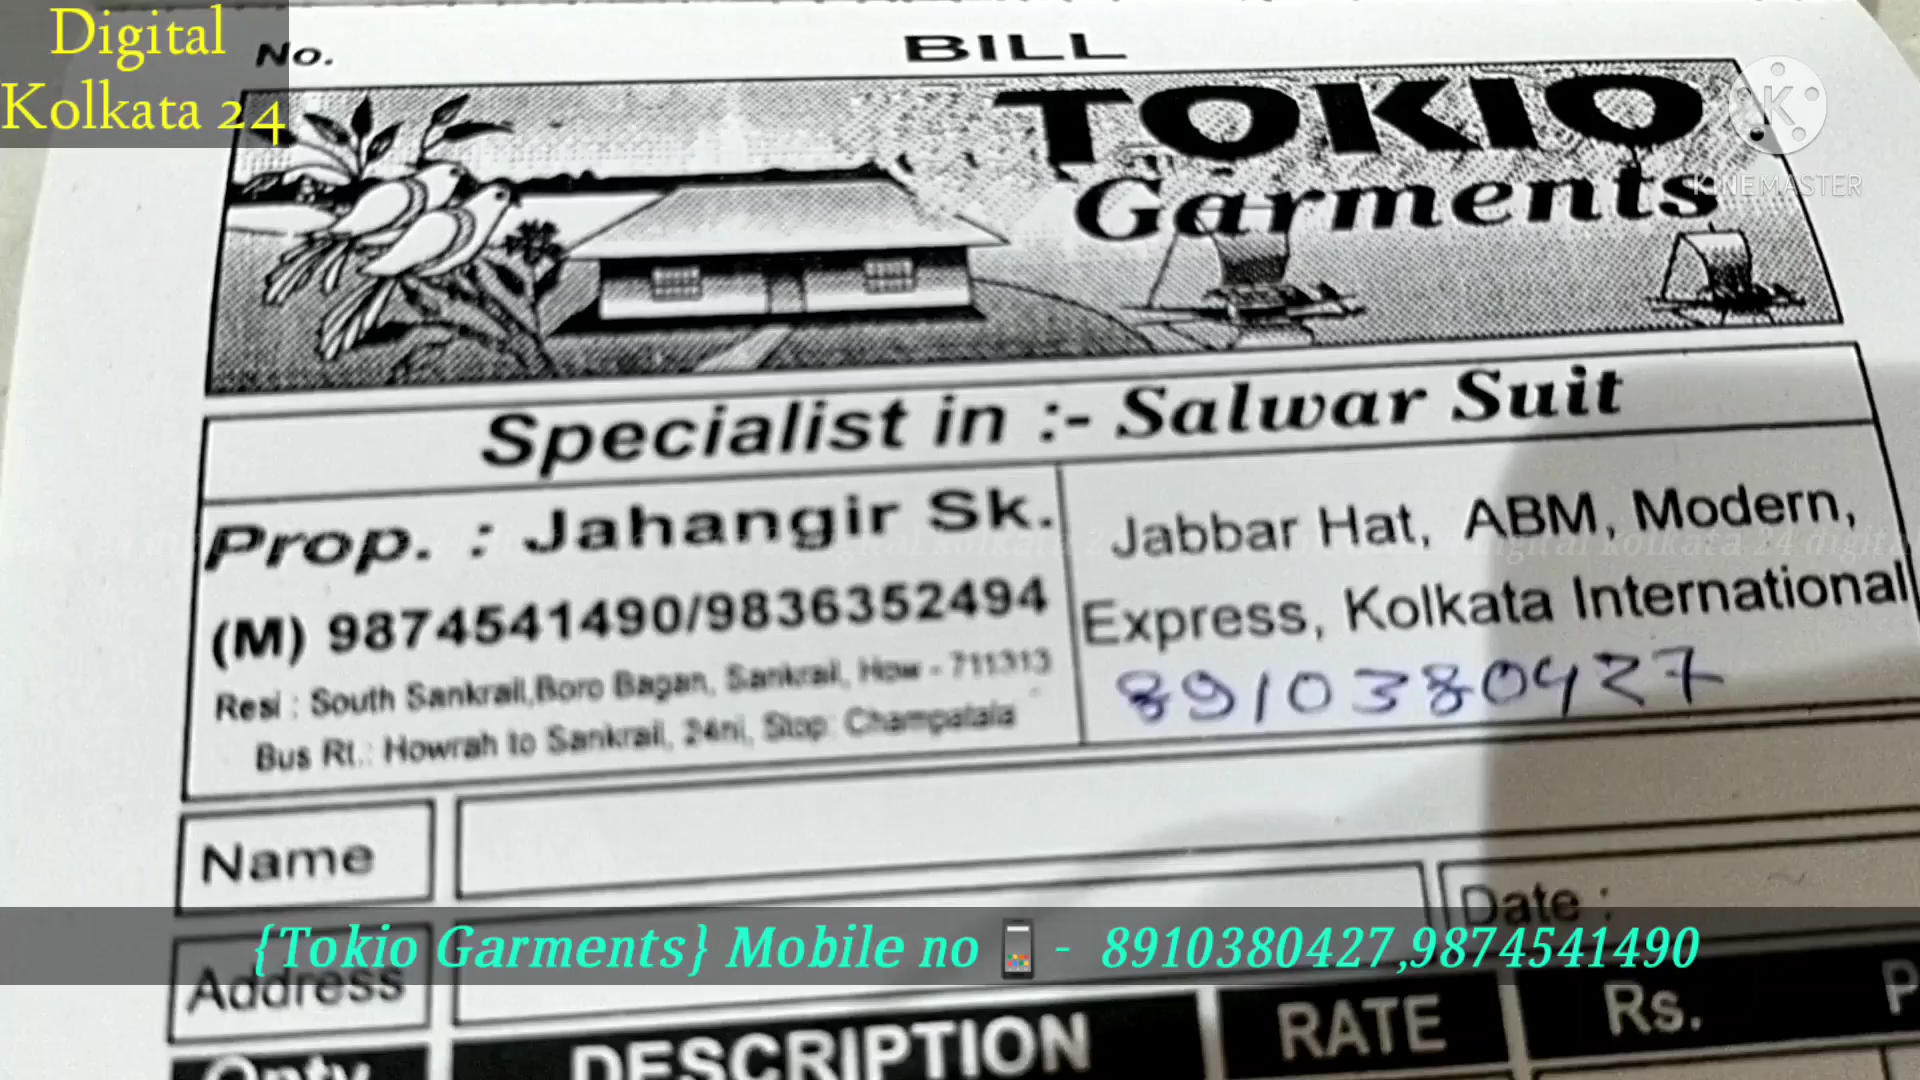 Digital
Kolkata 24
No.
BILL
TOKIO
Garments
KINEMASTER
Specialist in :- Salwar Suit
Prop. : Jahangir Sk.
(M) 9874541490/9836352494
Resi : South Sankrail,Boro Bagan, Sankrail, How - 711313
Bus Rt.: Howrah to Sankrail, 24ni, Stop: Champatala
Jabbar Hat, ABM, Modern,
Express, Kolkata International
8910380427
Name
Date :
{Tokio Garments} Mobile no 📱 - 8910380427,9874541490
Address
Qnty
DESCRIPTION
RATE
Rs.
P